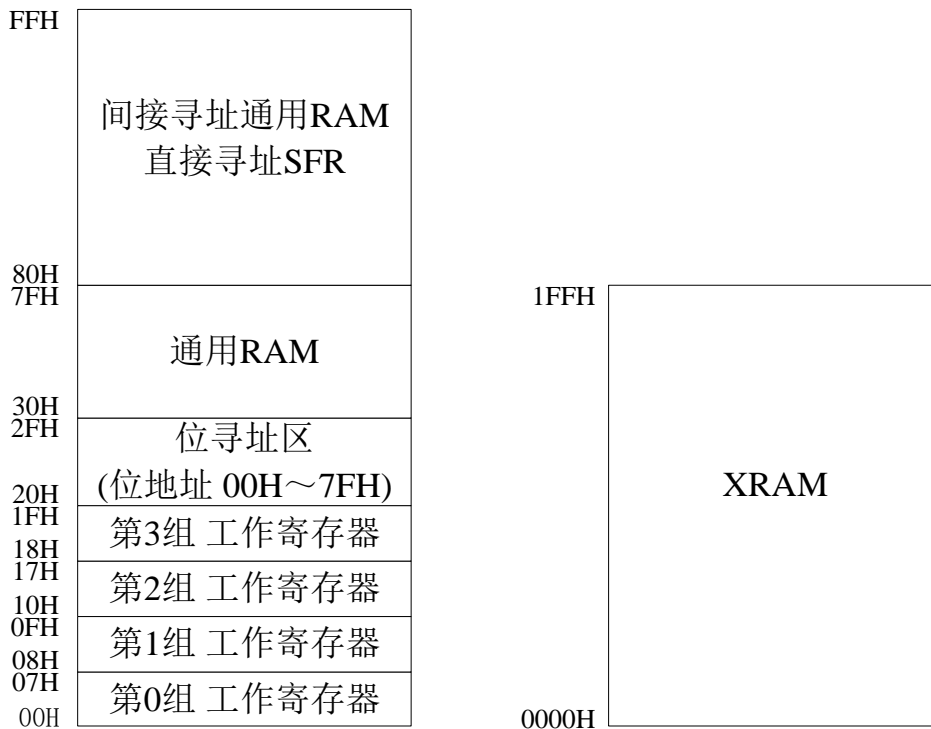 FFH
间接寻址通用RAM
直接寻址SFR
80H
7FH
通用RAM
30H
2FH
位寻址区
(位地址 00H～7FH)
20H
1FH
第3组 工作寄存器
18H
17H
第2组 工作寄存器
10H
0FH
第1组 工作寄存器
08H
07H
第0组 工作寄存器
00H
1FFH
XRAM
0000H